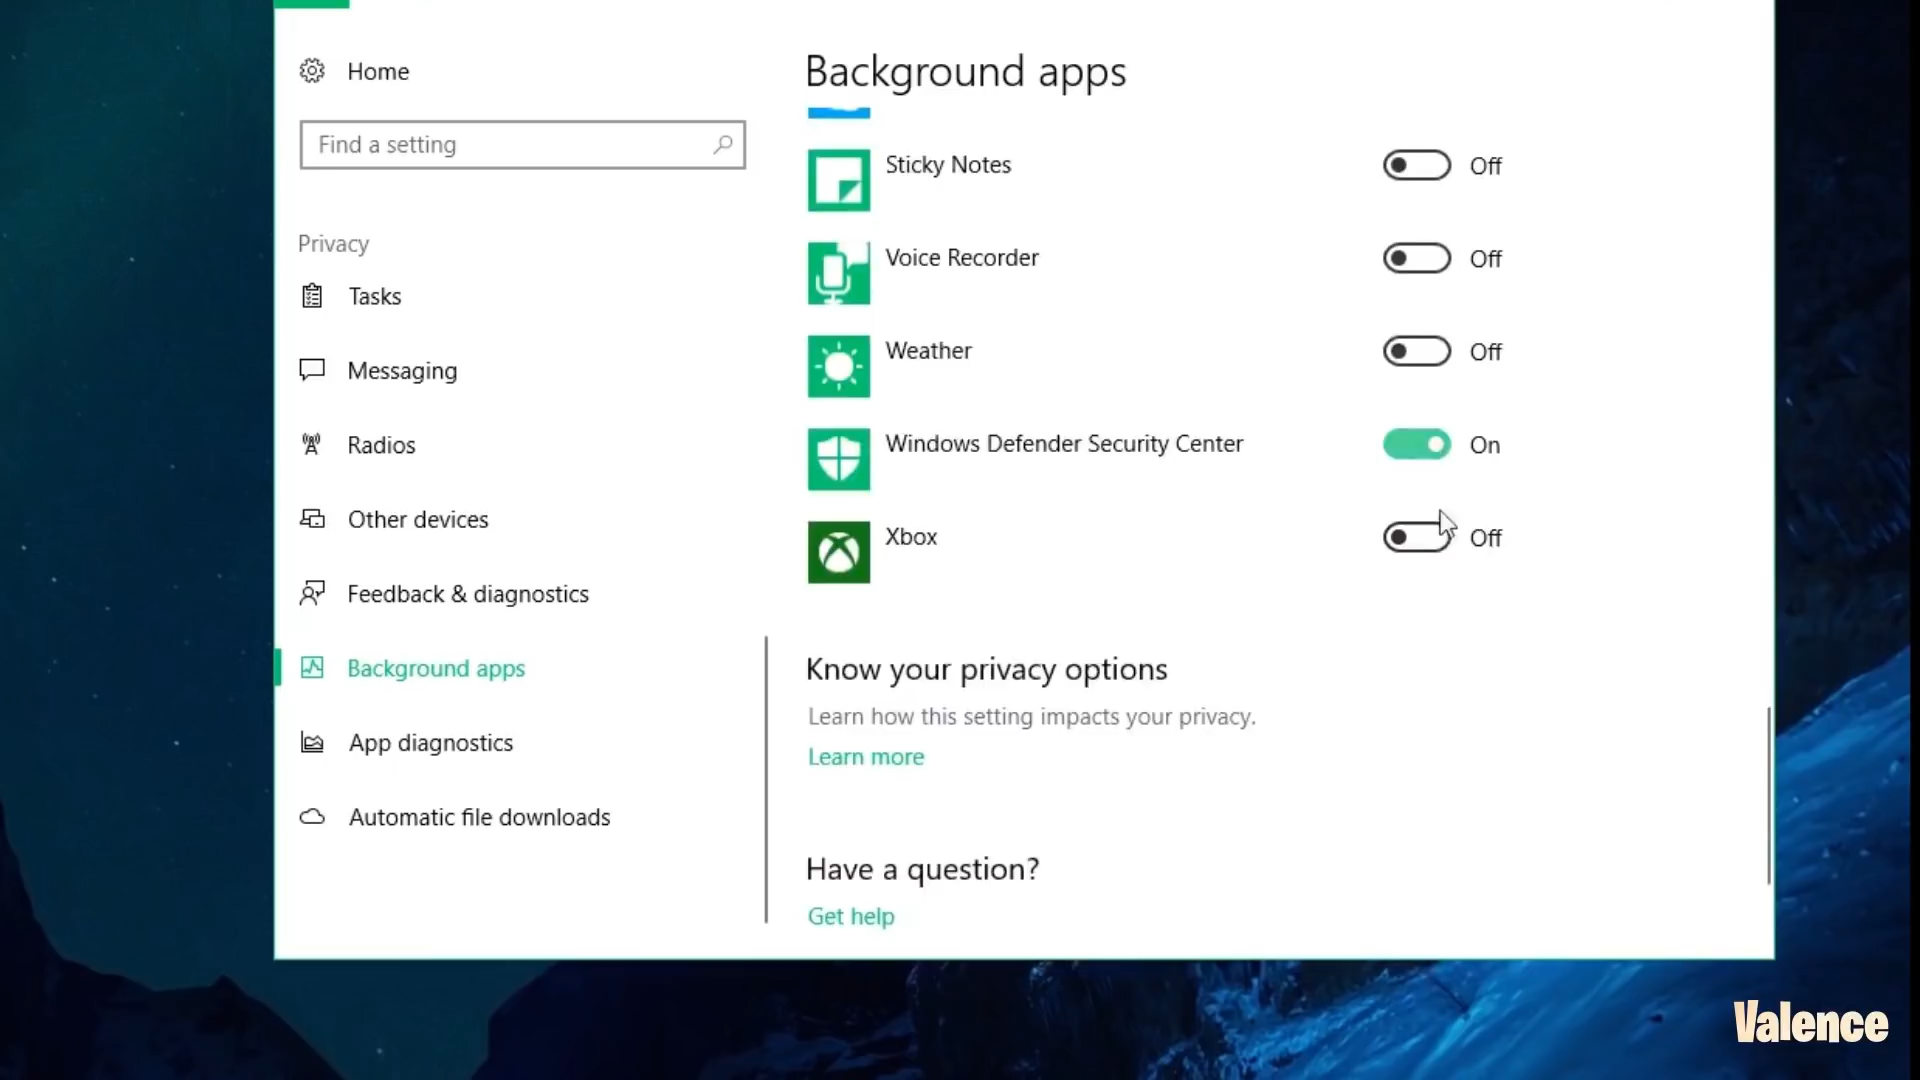 Home
Find a setting
Privacy
Tasks
Messaging
Radios
Other devices
Feedback & diagnostics
Background apps
App diagnostics
Automatic file downloads
Background apps
Sticky Notes Off
Voice Recorder Off
Weather Off
Windows Defender Security Center On
Xbox Off
Know your privacy options
Learn how this setting impacts your privacy.
Learn more
Have a question?
Get help
Valence